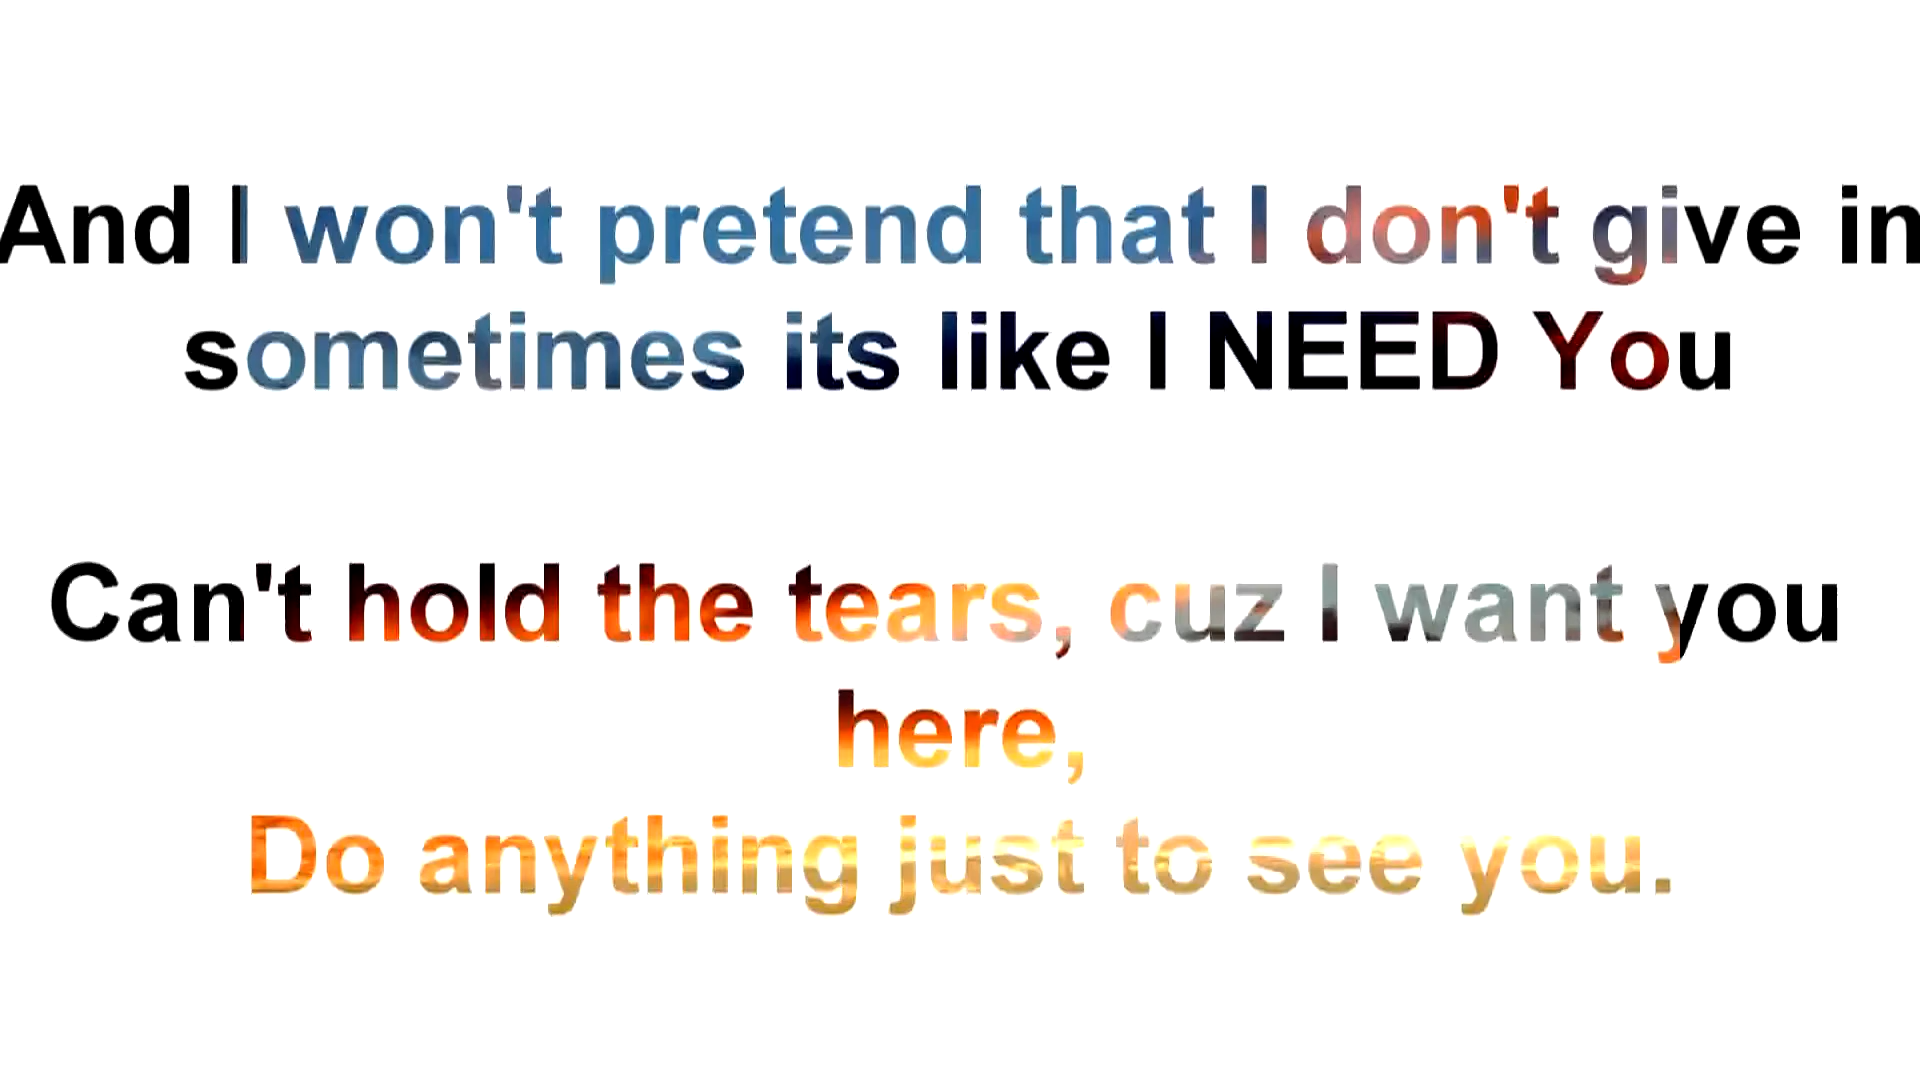 And I won't pretend that I don't give in
sometimes its like I NEED You
Can't hold the tears, cuz I want you
here,
Do anything just to see you.